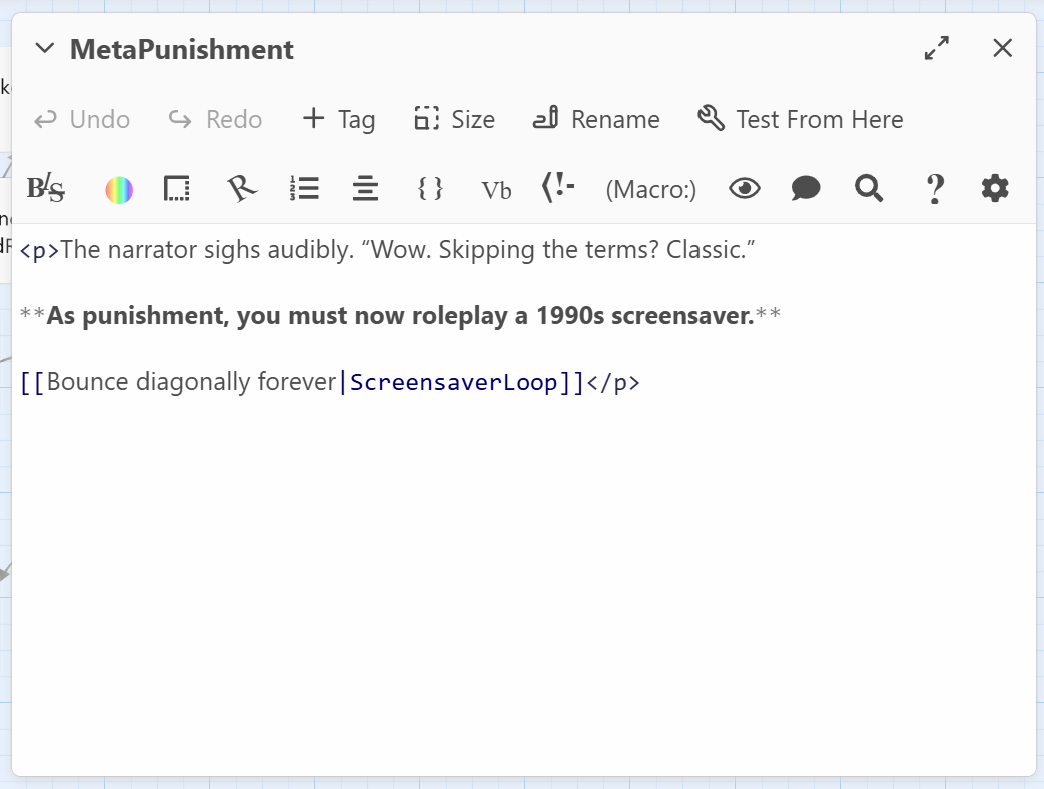 MetaPunishment
Undo Redo + Tag Size Rename Test From Here
B/S { } Vb (!-- (Macro:) ?
<p>The narrator sighs audibly. “Wow. Skipping the terms? Classic.”
**As punishment, you must now roleplay a 1990s screensaver.**
[[Bounce diagonally forever|ScreensaverLoop]]</p>